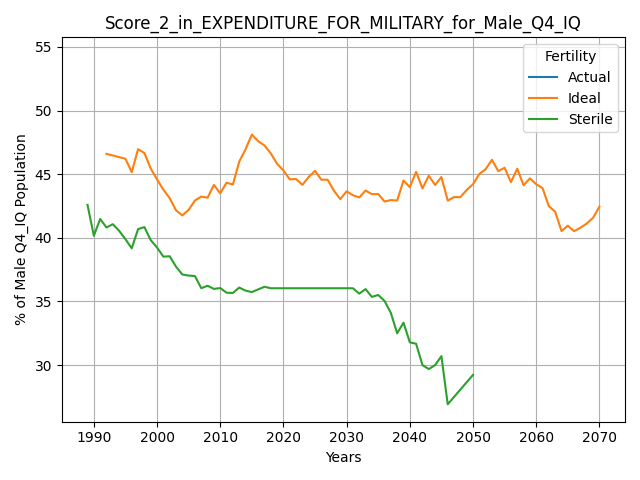 Score_2_in_EXPENDITURE_FOR_MILITARY_for_Male_Q4_IQ
Fertility
Actual
Ideal
Sterile
% of Male Q4_IQ Population
55
50
45
40
35
30
1990 2000 2010 2020 2030 2040 2050 2060 2070
Years